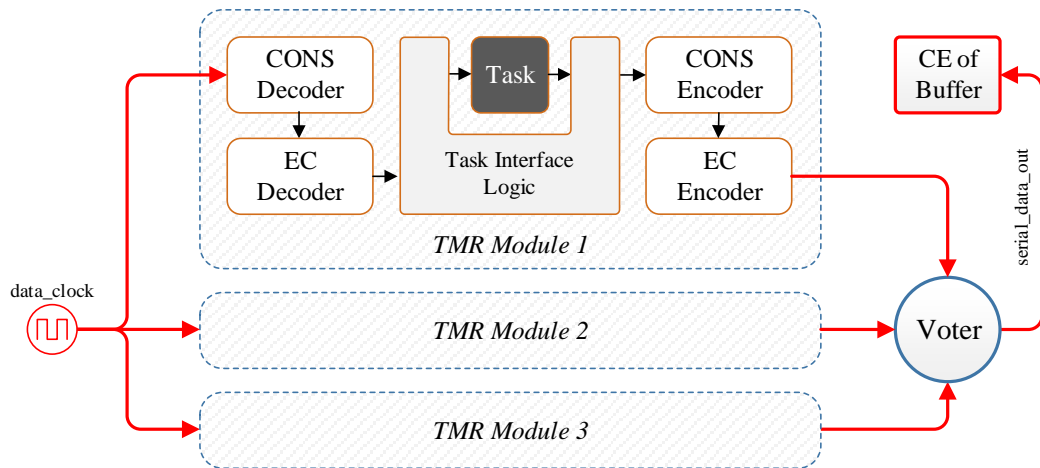 CONS
Decoder
EC
Decoder
Task
Task Interface
Logic
CONS
Encoder
EC
Encoder
TMR Module 1
CE of
Buffer
serial_data_out
data_clock
TMR Module 2
Voter
TMR Module 3